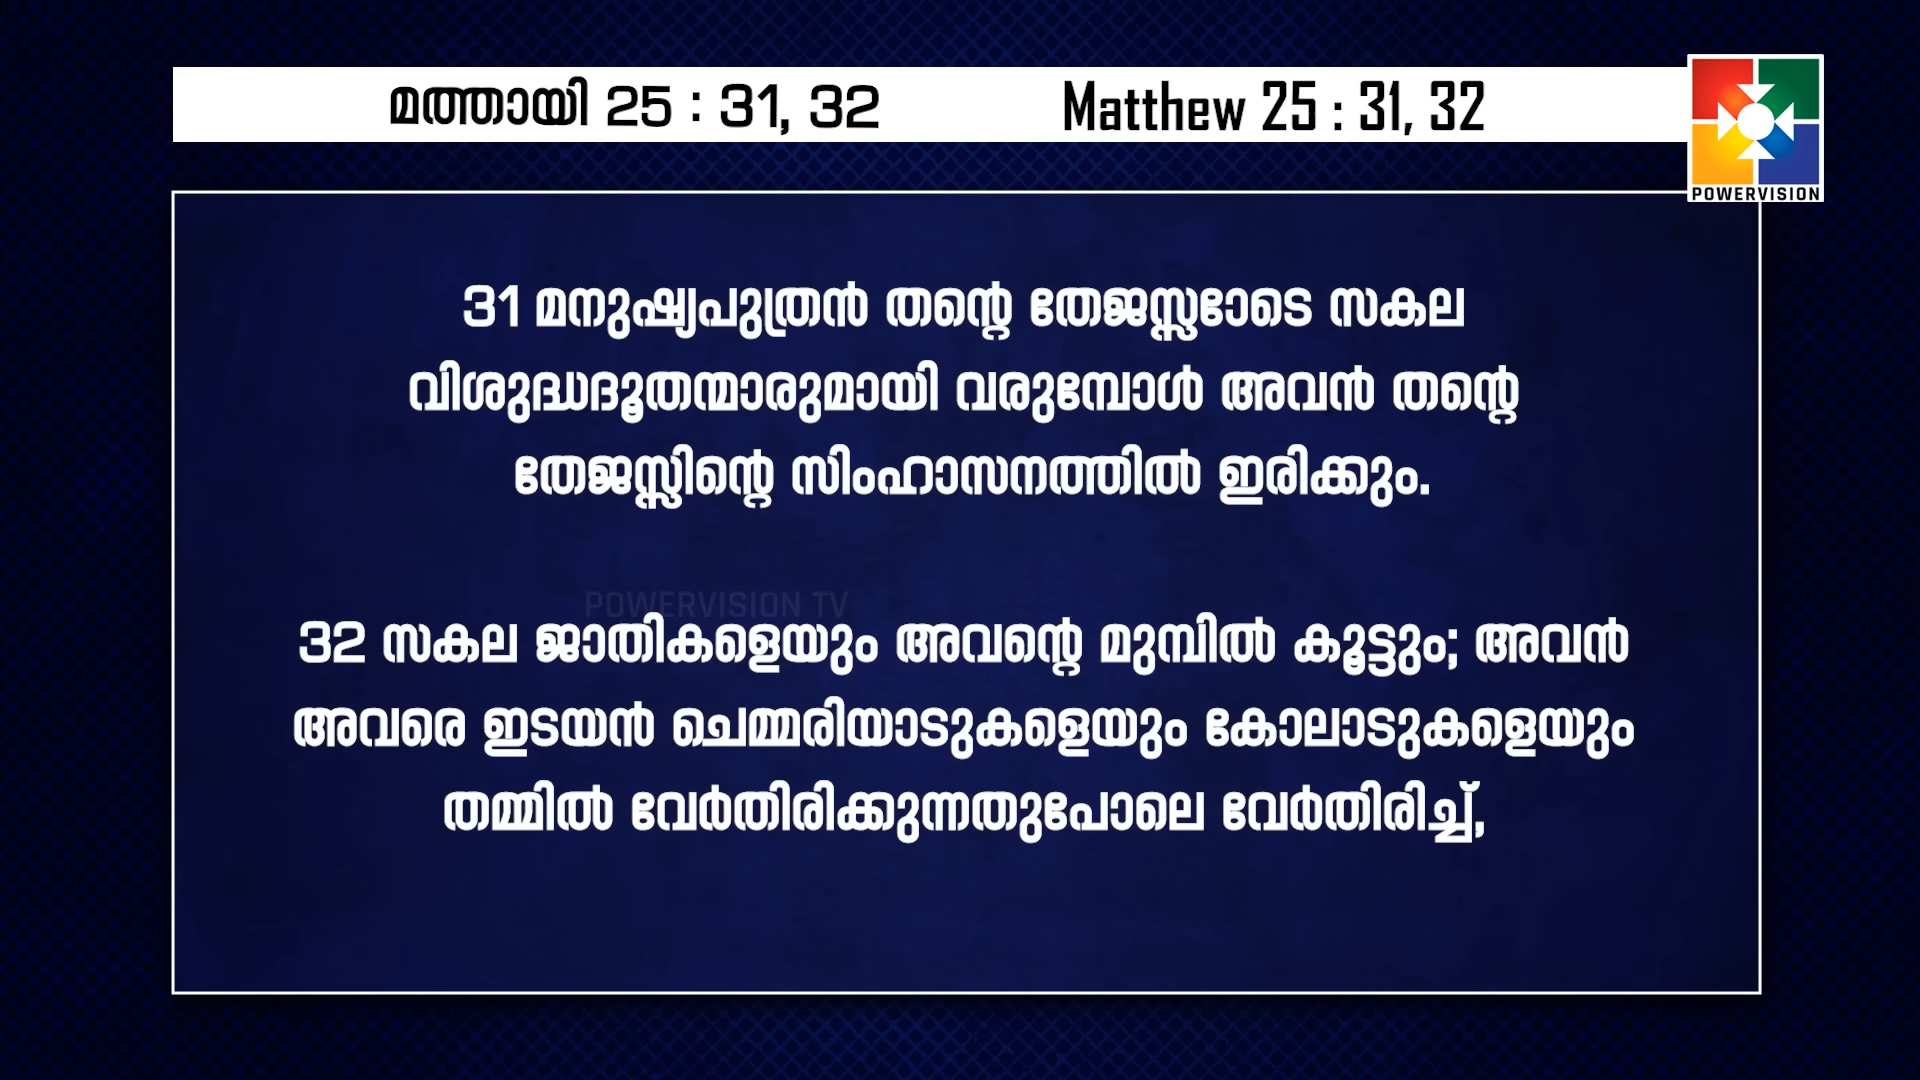 മത്തായി 25 : 31, 32
Matthew 25 : 31, 32
POWERVISION
31 മനുഷ്യപുത്രൻ തന്റെ തേജസ്സോടെ സകല
വിശുദ്ധദൂതന്മാരുമായി വരുമ്പോൾ അവൻ തന്റെ
തേജസ്സിന്റെ സിംഹാസനത്തിൽ ഇരിക്കും.
POWERVISION TV
32 സകല ജാതികളെയും അവന്റെ മുമ്പിൽ കൂട്ടും; അവൻ
അവരെ ഇടയൻ ചെമ്മരിയാടുകളെയും കോലാടുകളെയും
തമ്മിൽ വേർതിരിക്കുന്നതുപോലെ വേർതിരിച്ച്,